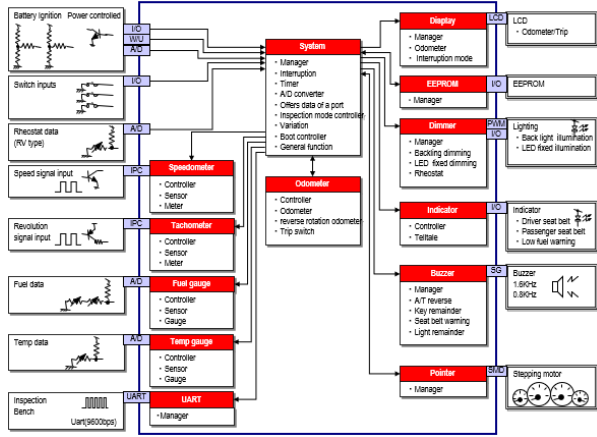 Battery Ignition Power controlled
I/O
W/U
A/D
Switch inputs
I/O
Rheostat data
(RV type)
A/D
Speed signal input
IPC
Revolution
signal input
IPC
Fuel data
A/D
Temp data
A/D
Inspection
Bench
Uart(9600bps)
UART
Speedometer
・Controller
・Sensor
・Meter
Tachometer
・Controller
・Sensor
・Meter
Fuel gauge
・Controller
・Sensor
・Gauge
Temp gauge
・Controller
・Sensor
・Gauge
UART
・Manager
Systam
・Manager
・Interruption
・Timer
・A/D converter
・Offers data of a port
・Inspection mode controller
・Variation
・Boot controller
・General function
Odometer
・Controller
・Odometer
・reverse rotation odometer
・Trip switch
Display
・Manager
・Odometer
・Interruption mode
EEPROM
・Manager
Dimmer
・Manager
・Backling dimming
・LED fixed dimming
・Rheostat
Indicator
・Controller
・Telltale
Buzzer
・Manager
・A/T reverse
・Key remainder
・Seat belt warning
・Light remainder
Pointer
・Manager
LCD
LCD
・Odometer/Trip
I/O
EEPROM
PWM
I/O
Lighting
・Back light illumination
・LED fixed illumination
I/O
Indicator
・Driver seat belt
・Passenger seat belt
・Low fuel warning
SG
Buzzer
1.6KHz
0.8KHz
SMD
Stepping motor